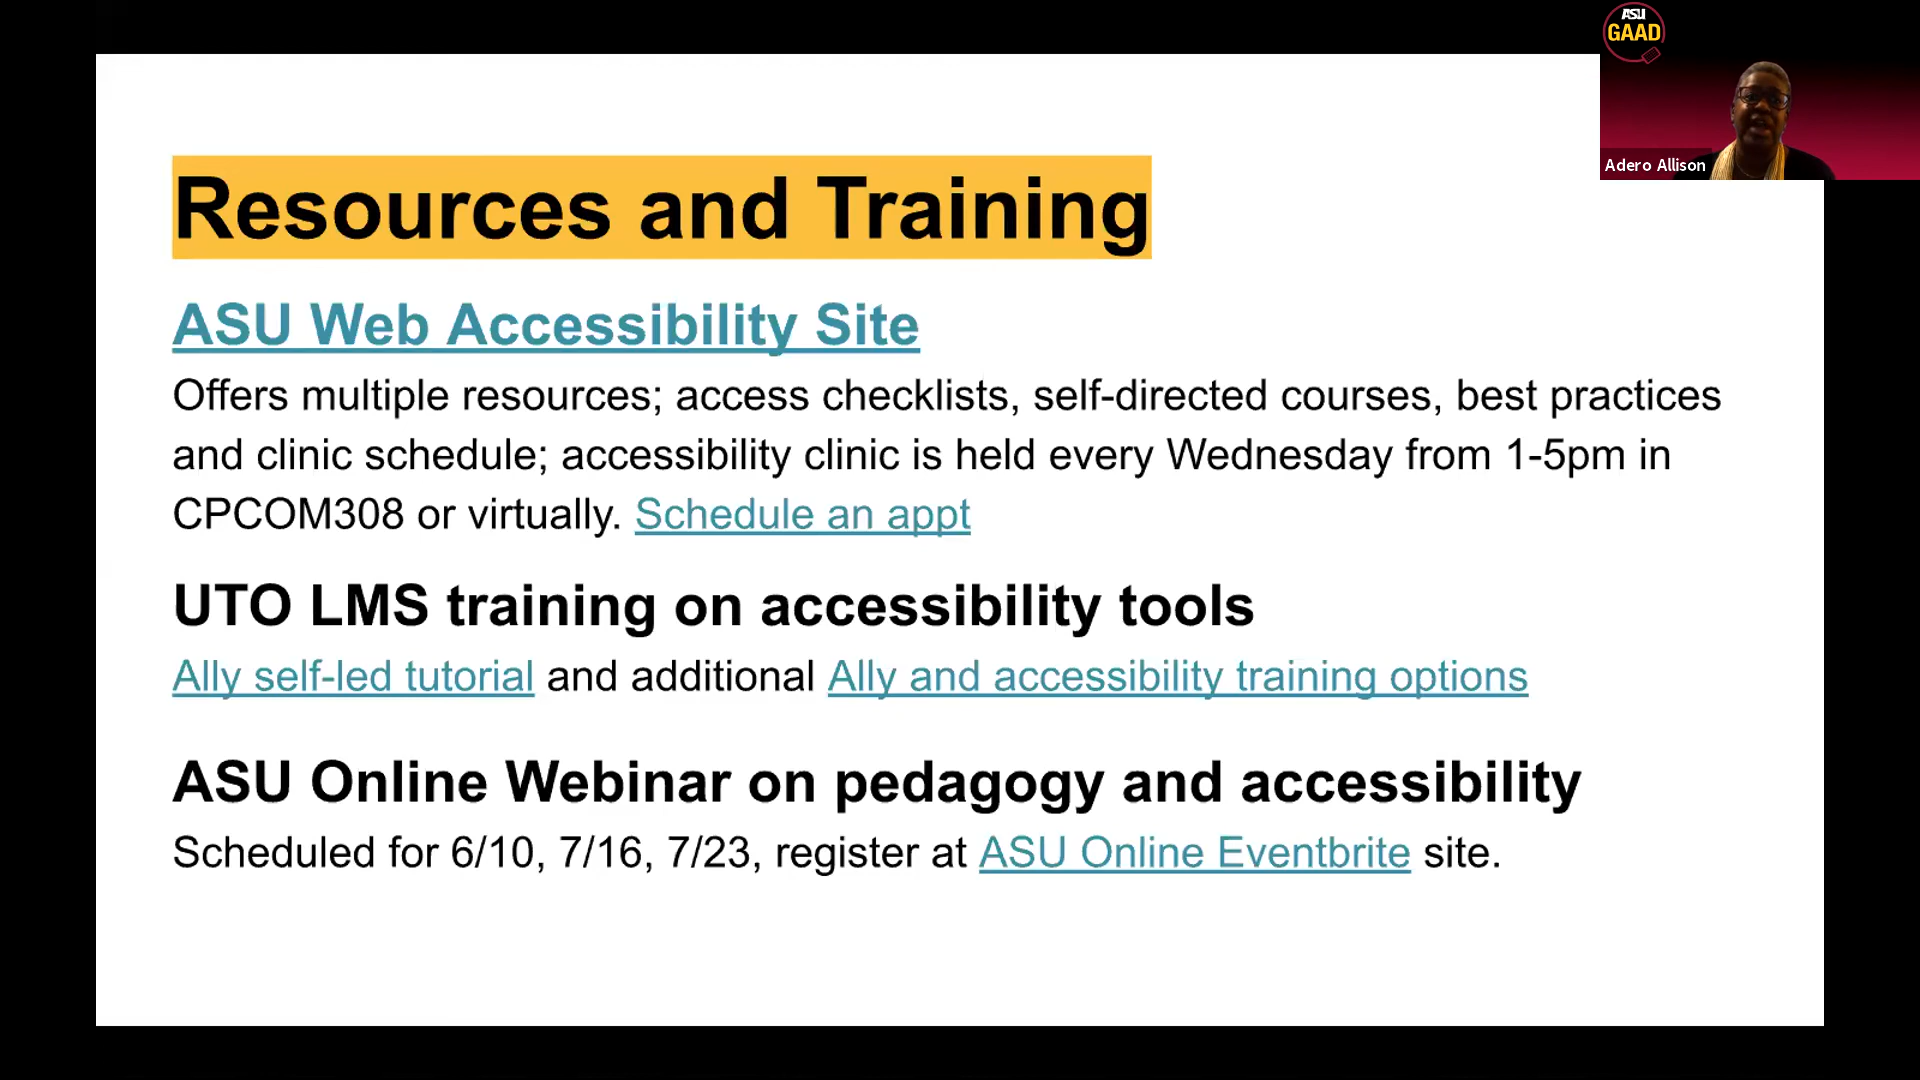 ASU
GAAD
Adero Allison
Resources and Training
ASU Web Accessibility Site
Offers multiple resources; access checklists, self-directed courses, best practices
and clinic schedule; accessibility clinic is held every Wednesday from 1-5pm in
CPCOM308 or virtually. Schedule an appt
UTO LMS training on accessibility tools
Ally self-led tutorial and additional Ally and accessibility training options
ASU Online Webinar on pedagogy and accessibility
Scheduled for 6/10, 7/16, 7/23, register at ASU Online Eventbrite site.